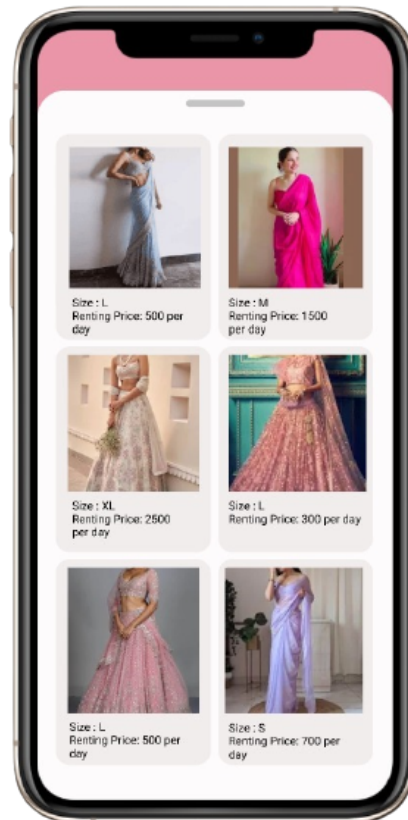 Size : L
Renting Price: 500 per
day
Size : M
Renting Price: 1500
per day
Size : XL
Renting Price: 2500
per day
Size : L
Renting Price: 300 per day
Size : L
Renting Price: 500 per
day
Size : S
Renting Price: 700 per
day